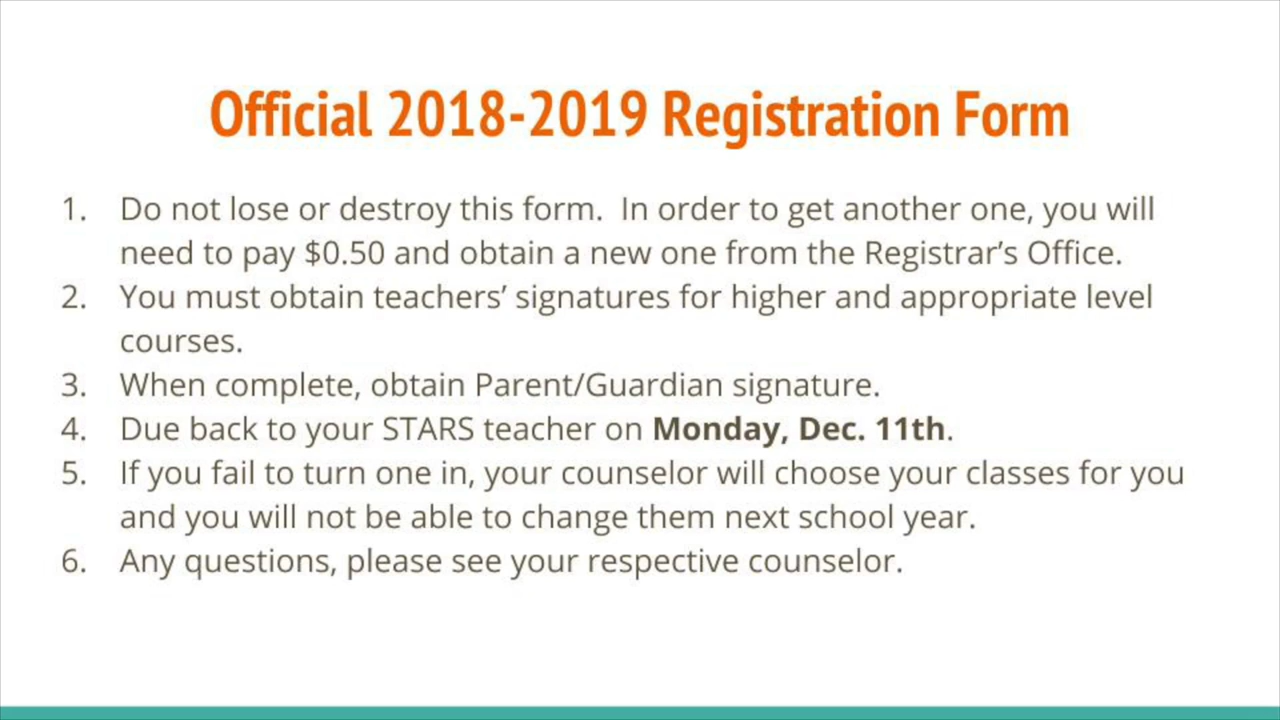 Official 2018-2019 Registration Form
1. Do not lose or destroy this form.  In order to get another one, you will
need to pay $0.50 and obtain a new one from the Registrar’s Office.
2. You must obtain teachers’ signatures for higher and appropriate level
courses.
3. When complete, obtain Parent/Guardian signature.
4. Due back to your STARS teacher on Monday, Dec. 11th.
5. If you fail to turn one in, your counselor will choose your classes for you
and you will not be able to change them next school year.
6. Any questions, please see your respective counselor.